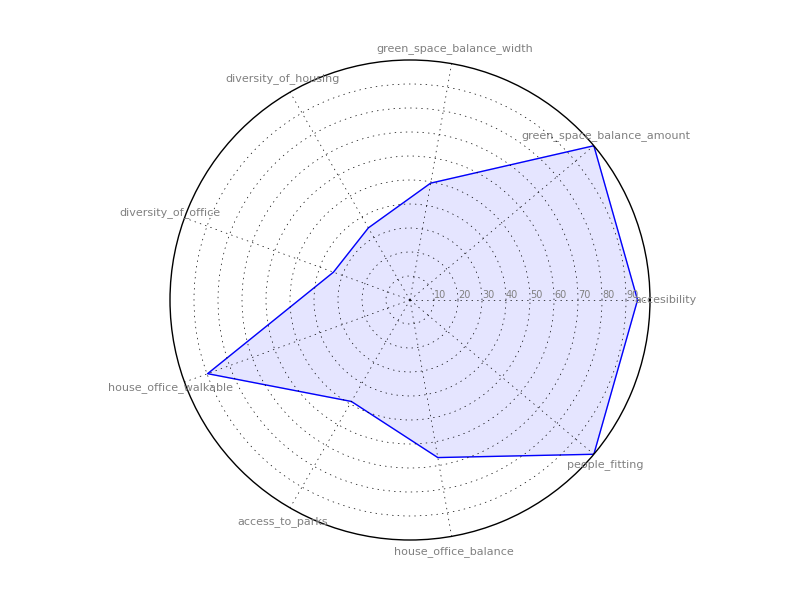 green_space_balance_width
diversity_of_housing
green_space_balance_amount
diversity_of_office
10 20 30 40 50 60 70 80 90
accesibility
house_office_walkable
people_fitting
access_to_parks
house_office_balance